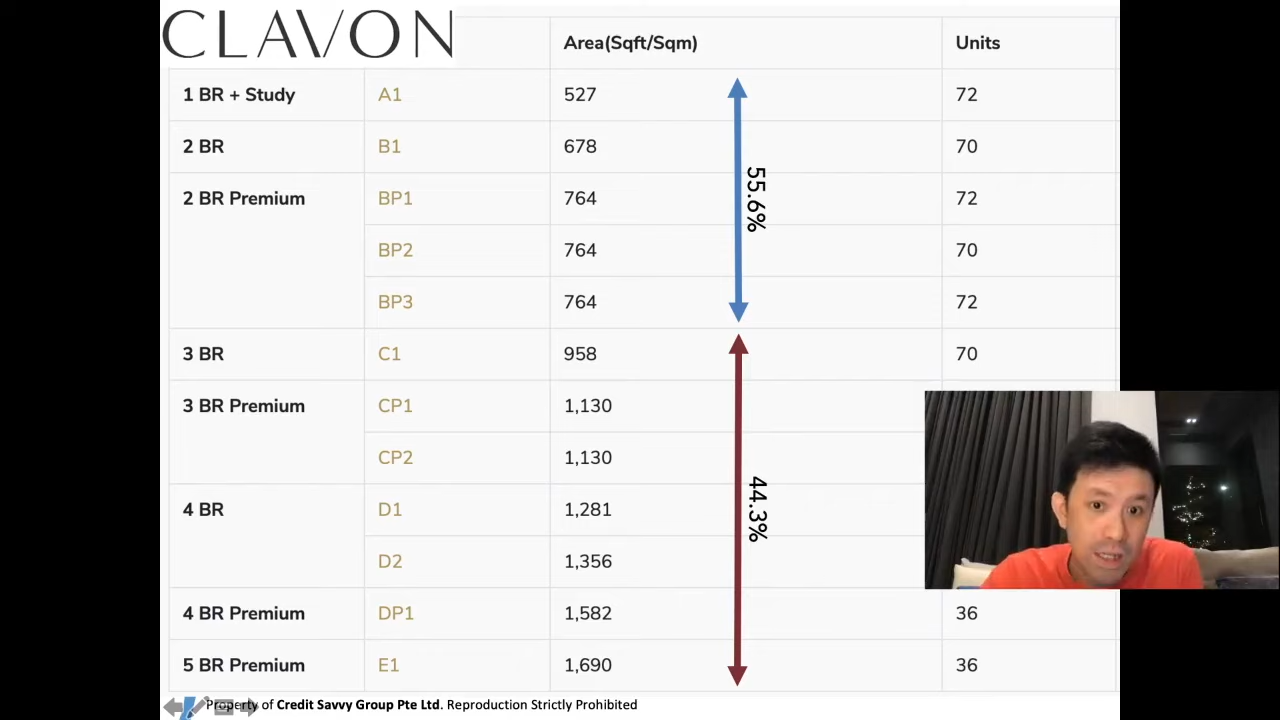 CLAVON
Area(Sqft/Sqm) Units
1 BR + Study A1 527 72
2 BR B1 678 70
2 BR Premium BP1 764 72
BP2 764 70
BP3 764 72
55.6%
3 BR C1 958 70
3 BR Premium CP1 1,130
CP2 1,130
4 BR D1 1,281
D2 1,356
44.3%
4 BR Premium DP1 1,582 36
5 BR Premium E1 1,690 36
Property of Credit Savvy Group Pte Ltd. Reproduction Strictly Prohibited